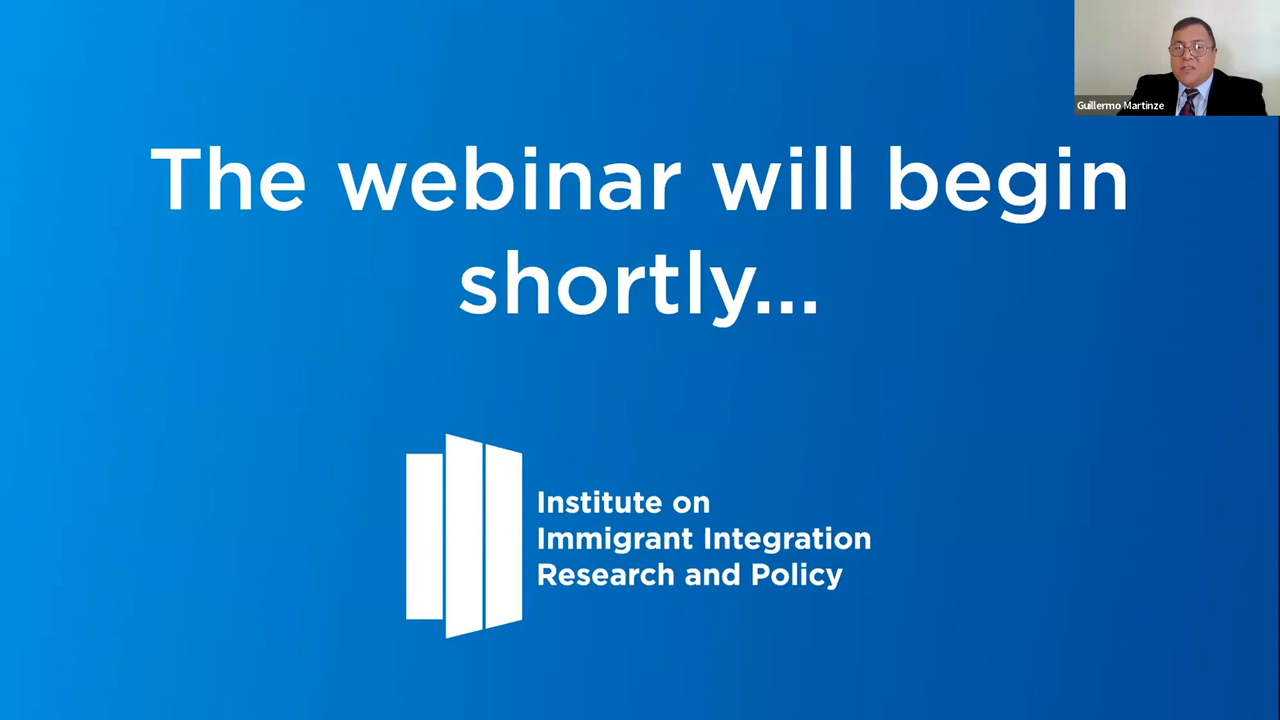 Guillermo Martinze
The webinar will begin
shortly...
Institute on
Immigrant Integration
Research and Policy